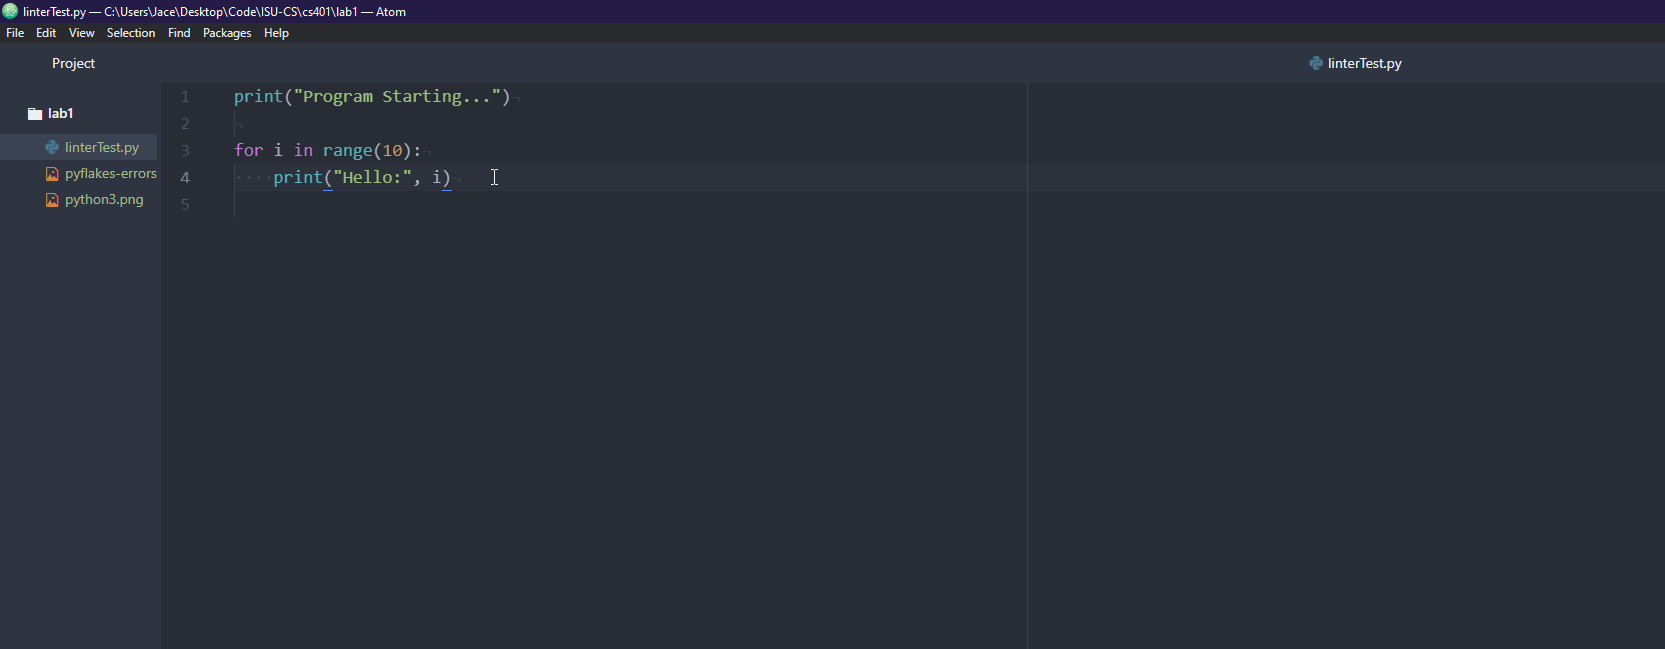 linterTest.py — C:\Users\Jace\Desktop\Code\ISU-CS\cs401\lab1 — Atom
File Edit View Selection Find Packages Help
Project
linterTest.py
lab1
linterTest.py
pyflakes-errors
python3.png
1 print("Program Starting...")¬
2 ¬
3 for i in range(10):¬
4 ····print("Hello:", i)¬
5